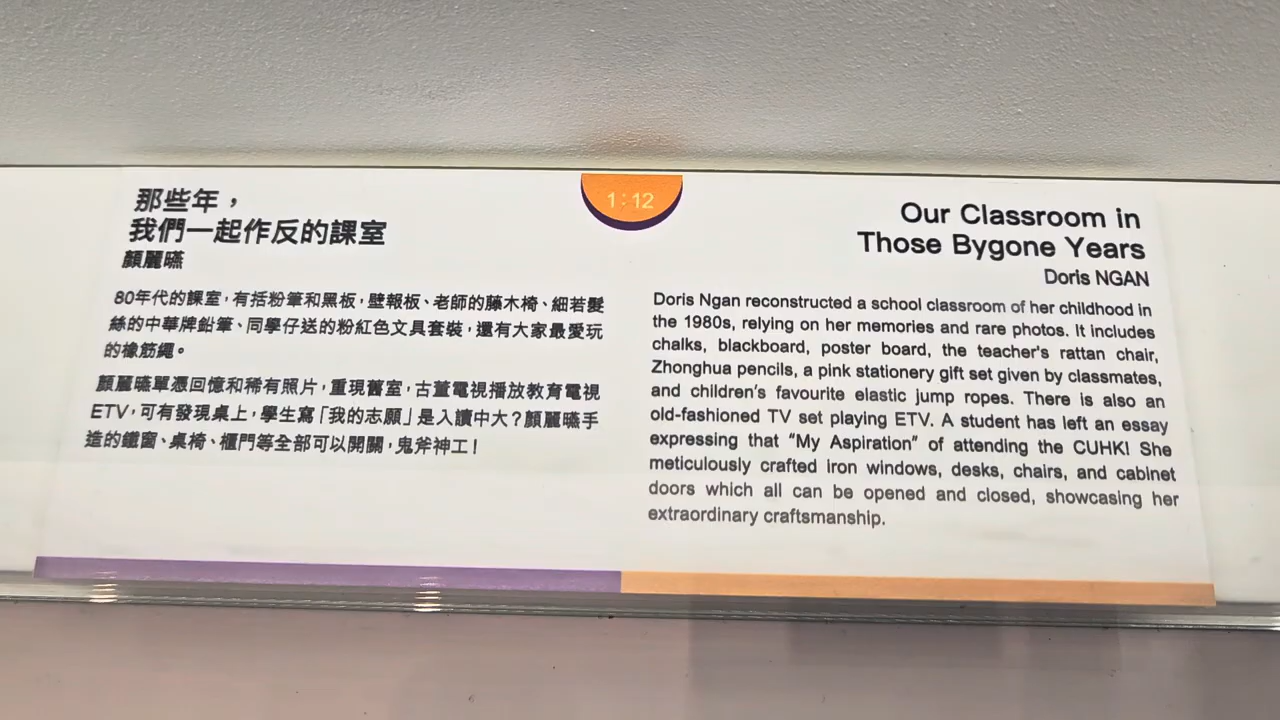 那些年，
我們一起作反的課室
顏麗曣
80年代的課室，有括粉筆和黑板，壁報板、老師的藤木椅、細若髮
絲的中華牌鉛筆、同學仔送的粉紅色文具套裝，還有大家最愛玩
的橡筋繩。
顏麗曣單憑回憶和稀有照片，重現舊室，古董電視播放教育電視
ETV，可有發現桌上，學生寫「我的志願」是入讀中大？顏麗曣手
造的鐵窗、桌椅、櫃門等全部可以開關，鬼斧神工！
1:12
Our Classroom in
Those Bygone Years
Doris NGAN
Doris Ngan reconstructed a school classroom of her childhood in
the 1980s, relying on her memories and rare photos. It includes
chalks, blackboard, poster board, the teacher's rattan chair,
Zhonghua pencils, a pink stationery gift set given by classmates,
and children's favourite elastic jump ropes. There is also an
old-fashioned TV set playing ETV. A student has left an essay
expressing that “My Aspiration” of attending the CUHK! She
meticulously crafted iron windows, desks, chairs, and cabinet
doors which all can be opened and closed, showcasing her
extraordinary craftsmanship.